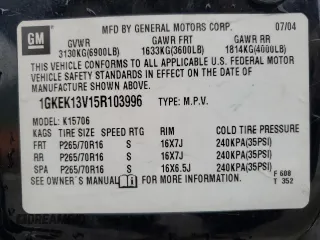 GM
MFD BY GENERAL MOTORS CORP. 07/04
GVWR GAWR FRT GAWR RR
3130KG(6900LB) 1633KG(3600LB) 1814KG(4000LB)
THIS VEHICLE CONFORMS TO ALL APPLICABLE U.S. FEDERAL MOTOR
VEHICLE SAFETY STANDARDS IN EFFECT ON THE DATE OF
MANUFACTURE SHOWN ABOVE.
1GKEK13V15R103996 TYPE: M.P.V.
MODEL: K15706
KAGS TIRE SIZE SPEED RTG RIM COLD TIRE PRESSURE
FRT P265/70R16 S 16X7J 240KPA(35PSI)
RR P265/70R16 S 16X7J 240KPA(35PSI)
SPA P265/70R16 S 16X6.5J 240KPA(35PSI)
SEE OWNER'S MANUAL FOR MORE INFORMATION.
F 608
T 352